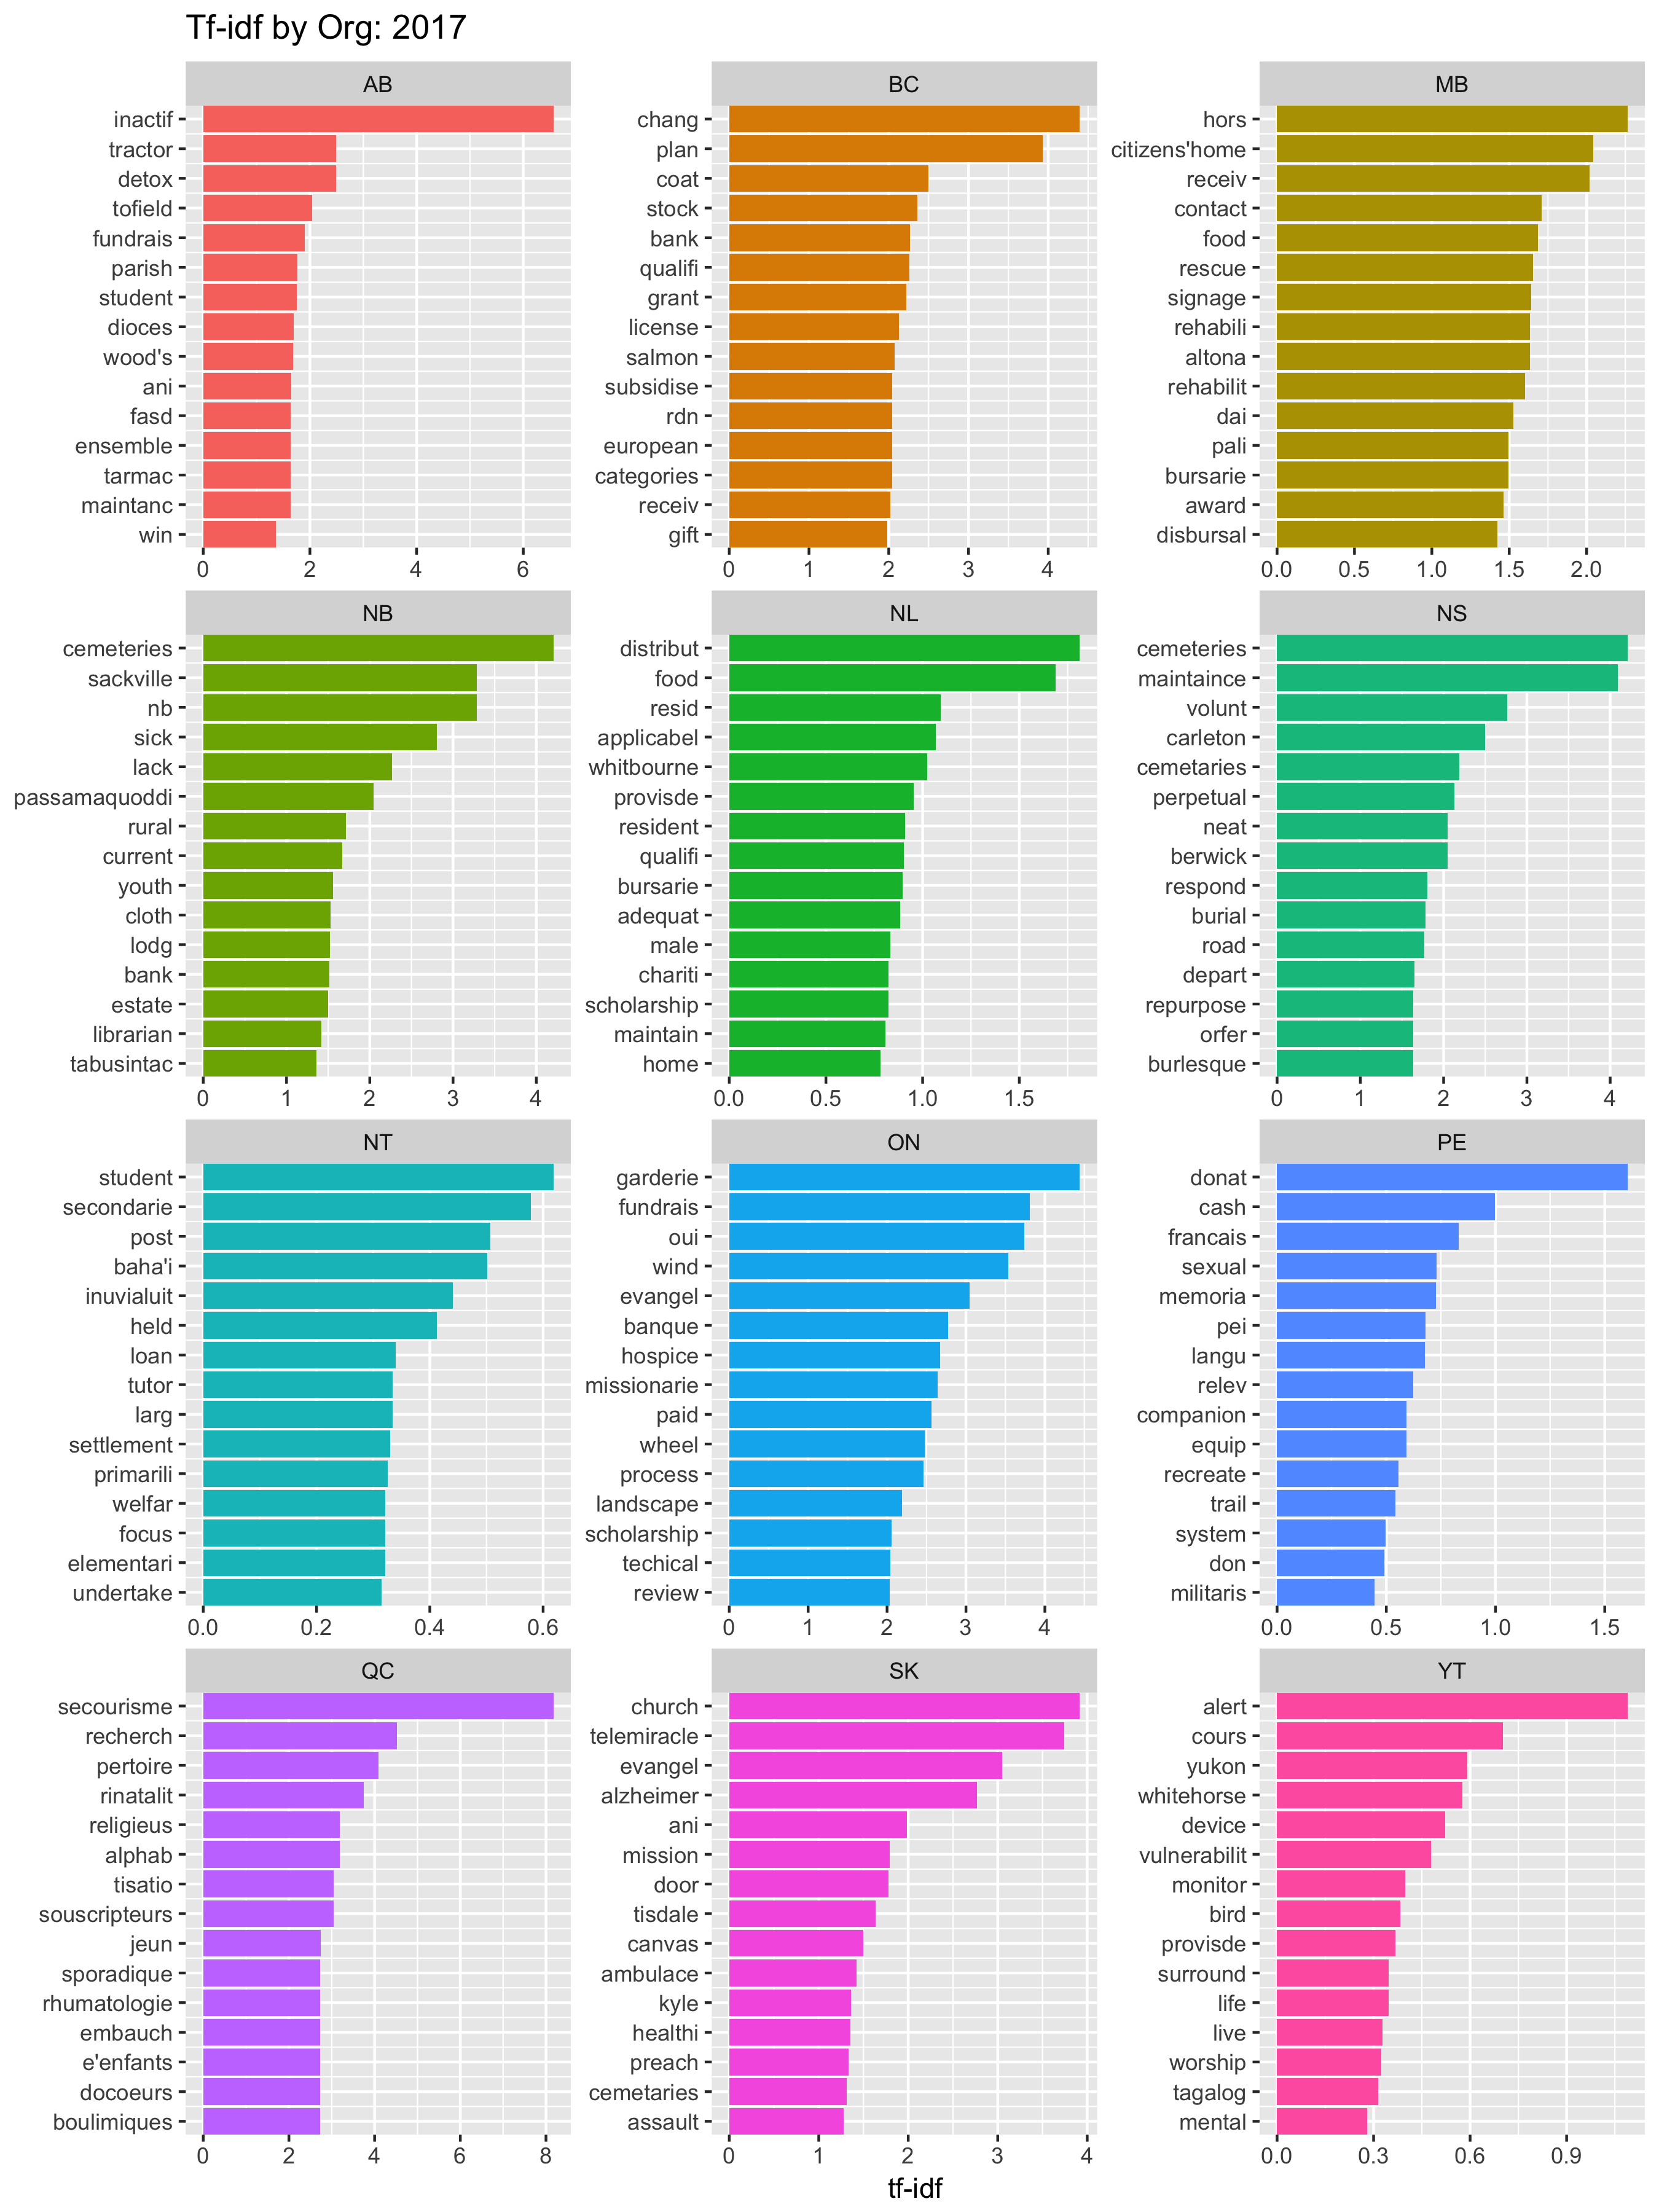 Tf-idf by Org: 2017
AB
inactif
tractor
detox
tofield
fundrais
parish
student
dioces
wood's
ani
fasd
ensemble
tarmac
maintanc
win
0 2 4 6
BC
chang
plan
coat
stock
bank
qualifi
grant
license
salmon
subsidise
rdn
european
categories
receiv
gift
0 1 2 3 4
MB
hors
citizens'home
receiv
contact
food
rescue
signage
rehabili
altona
rehabilit
dai
pali
bursarie
award
disbursal
0.0 0.5 1.0 1.5 2.0
NB
cemeteries
sackville
nb
sick
lack
passamaquoddi
rural
current
youth
cloth
lodg
bank
estate
librarian
tabusintac
0 1 2 3 4
NL
distribut
food
resid
applicabel
whitbourne
provisde
resident
qualifi
bursarie
adequat
male
chariti
scholarship
maintain
home
0.0 0.5 1.0 1.5
NS
cemeteries
maintaince
volunt
carleton
cemetaries
perpetual
neat
berwick
respond
burial
road
depart
repurpose
orfer
burlesque
0 1 2 3 4
NT
student
secondarie
post
baha'i
inuvialuit
held
loan
tutor
larg
settlement
primarili
welfar
focus
elementari
undertake
0.0 0.2 0.4 0.6
ON
garderie
fundrais
oui
wind
evangel
banque
hospice
missionarie
paid
wheel
process
landscape
scholarship
techical
review
0 1 2 3 4
PE
donat
cash
francais
sexual
memoria
pei
langu
relev
companion
equip
recreate
trail
system
don
militaris
0.0 0.5 1.0 1.5
QC
secourisme
recherch
pertoire
rinatalit
religieus
alphab
tisatio
souscripteurs
jeun
sporadique
rhumatologie
embauch
e'enfants
docoeurs
boulimiques
0 2 4 6 8
SK
church
telemiracle
evangel
alzheimer
ani
mission
door
tisdale
canvas
ambulace
kyle
healthi
preach
cemetaries
assault
0 1 2 3 4
YT
alert
cours
yukon
whitehorse
device
vulnerabilit
monitor
bird
provisde
surround
life
live
worship
tagalog
mental
0.0 0.3 0.6 0.9
tf-idf